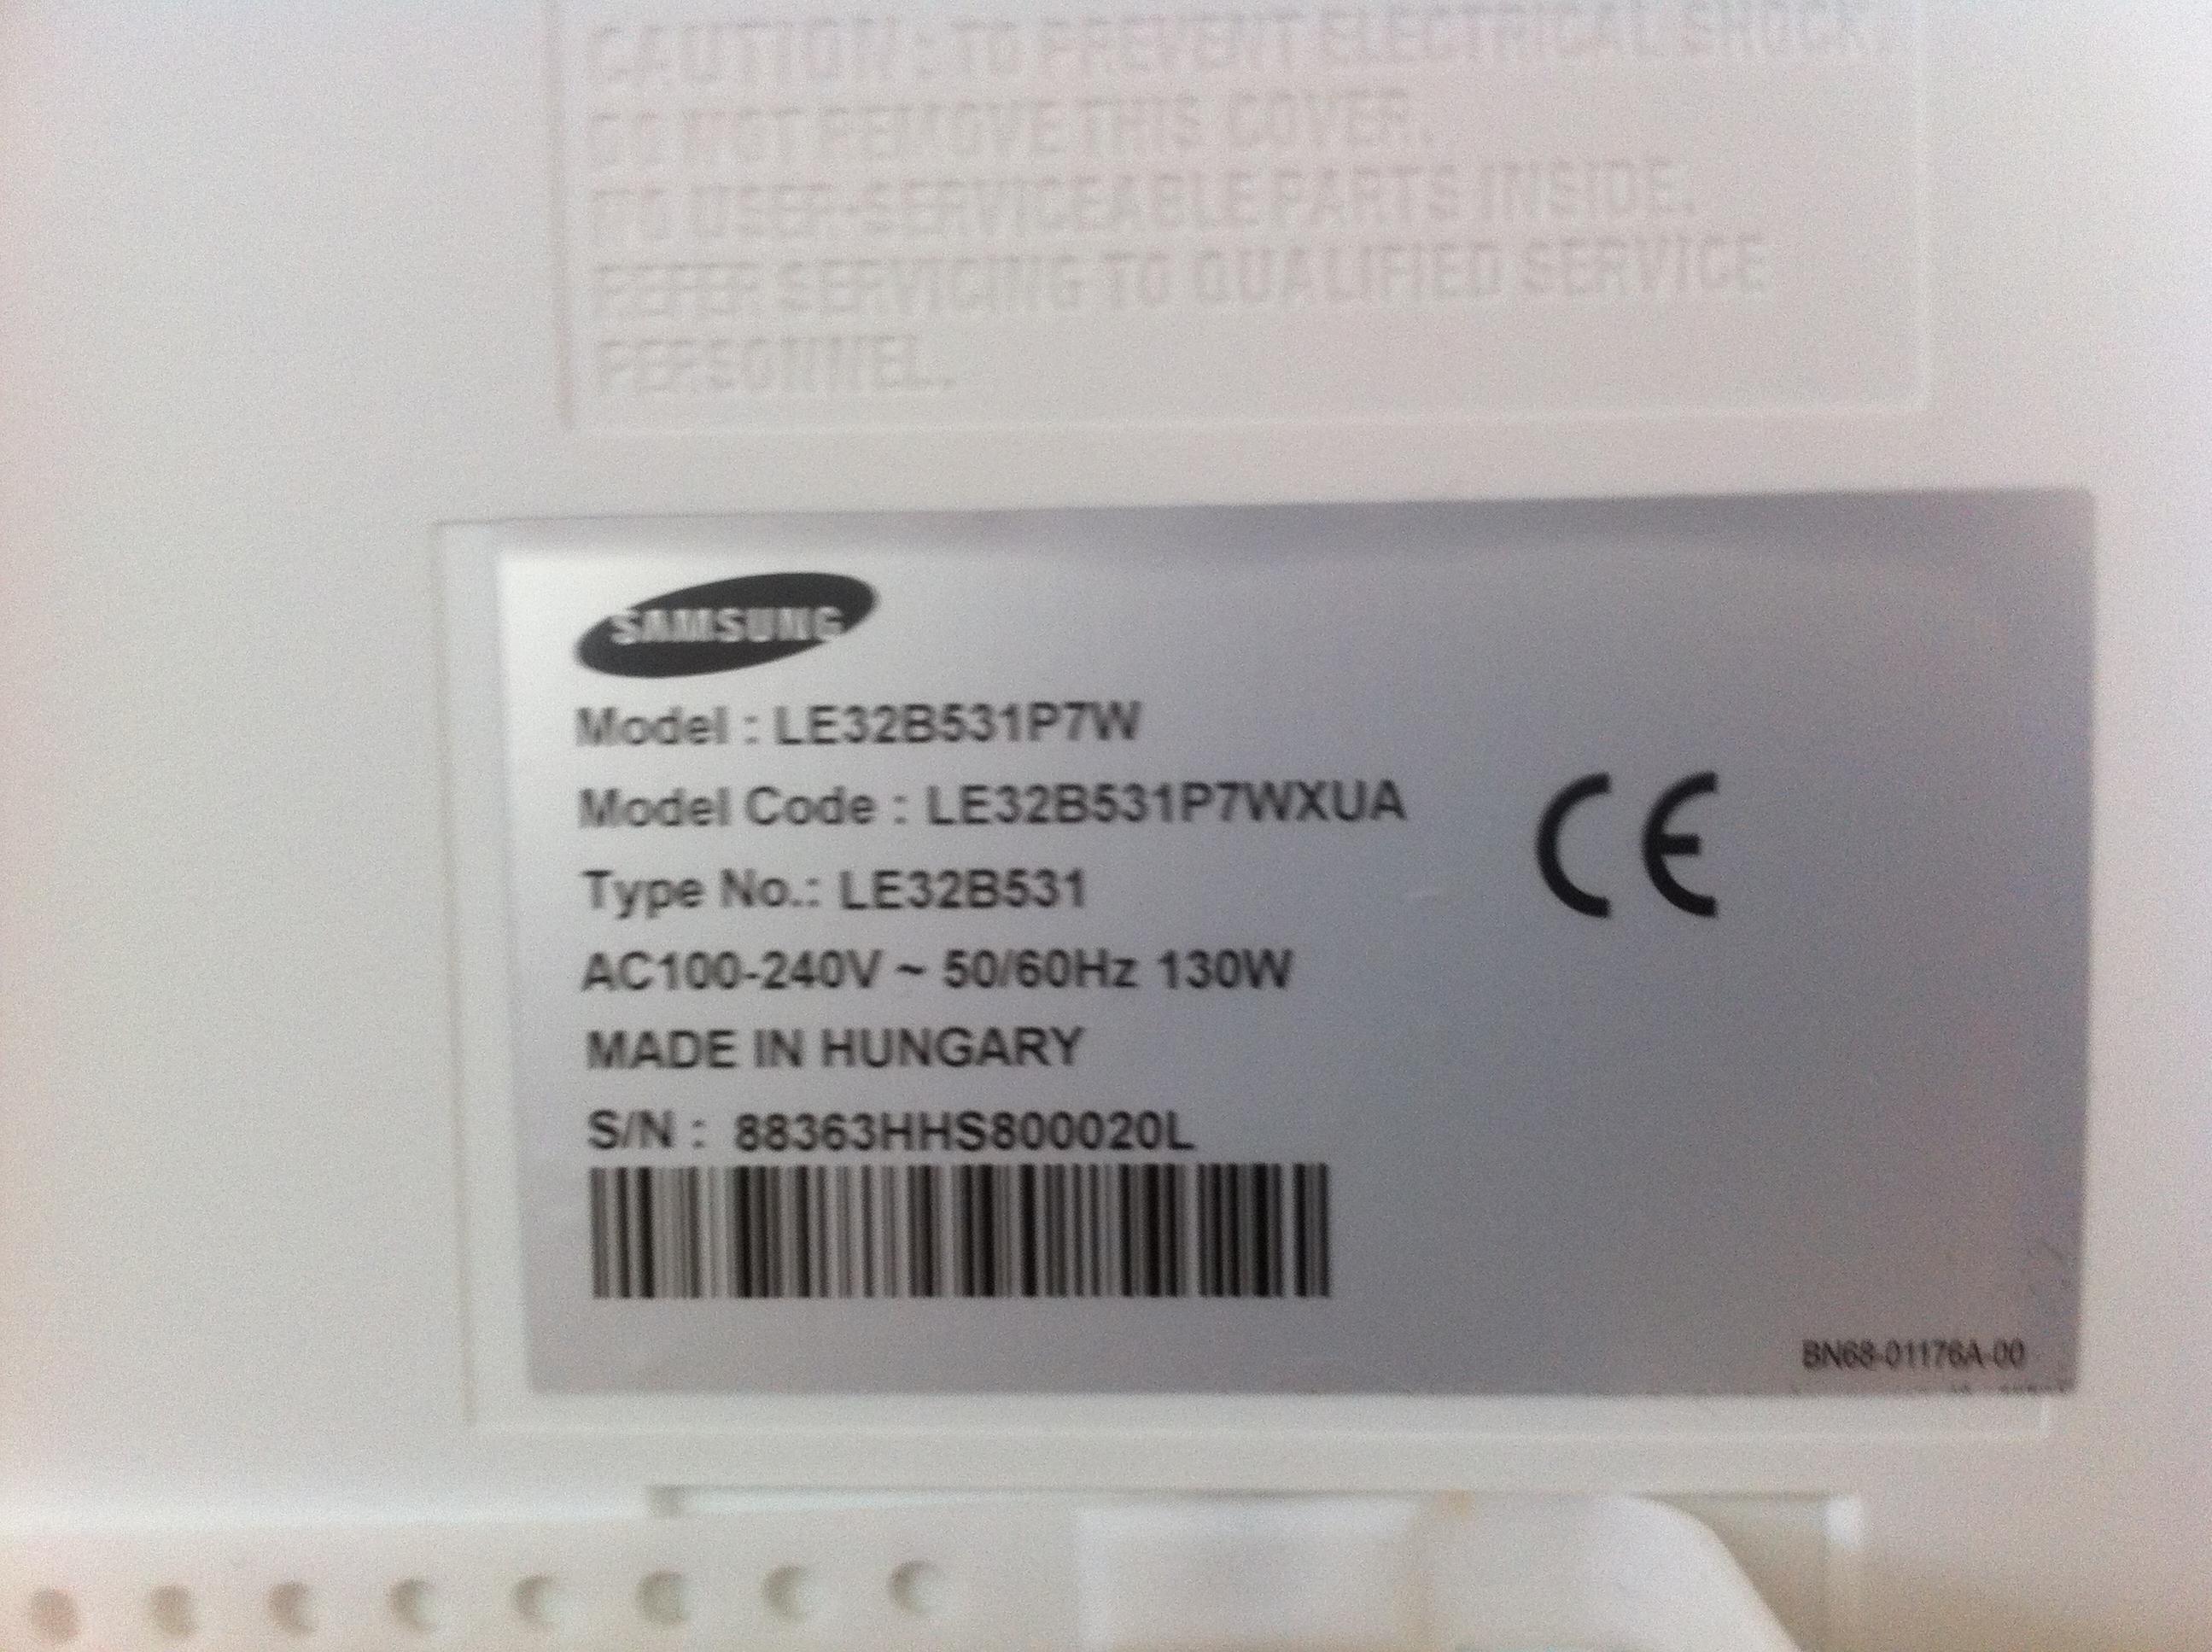 CAUTION : TO PREVENT ELECTRICAL SHOCK,
DO NOT REMOVE THIS COVER.
NO USER-SERVICEABLE PARTS INSIDE.
REFER SERVICING TO QUALIFIED SERVICE
PERSONNEL.
SAMSUNG
Model : LE32B531P7W
Model Code : LE32B531P7WXUA
Type No.: LE32B531
AC100-240V ~ 50/60Hz 130W
MADE IN HUNGARY
S/N : 88363HHS800020L
CE
BN68-01176A-00